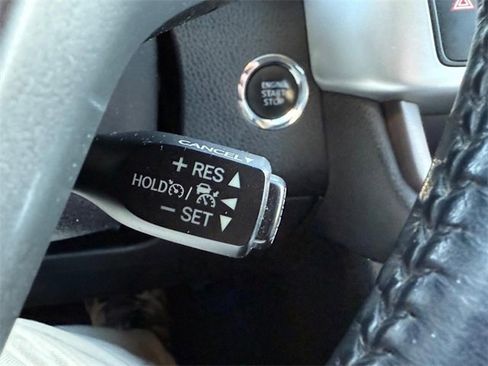 ENGINE
START
STOP
CANCEL
+ RES
HOLD /
− SET